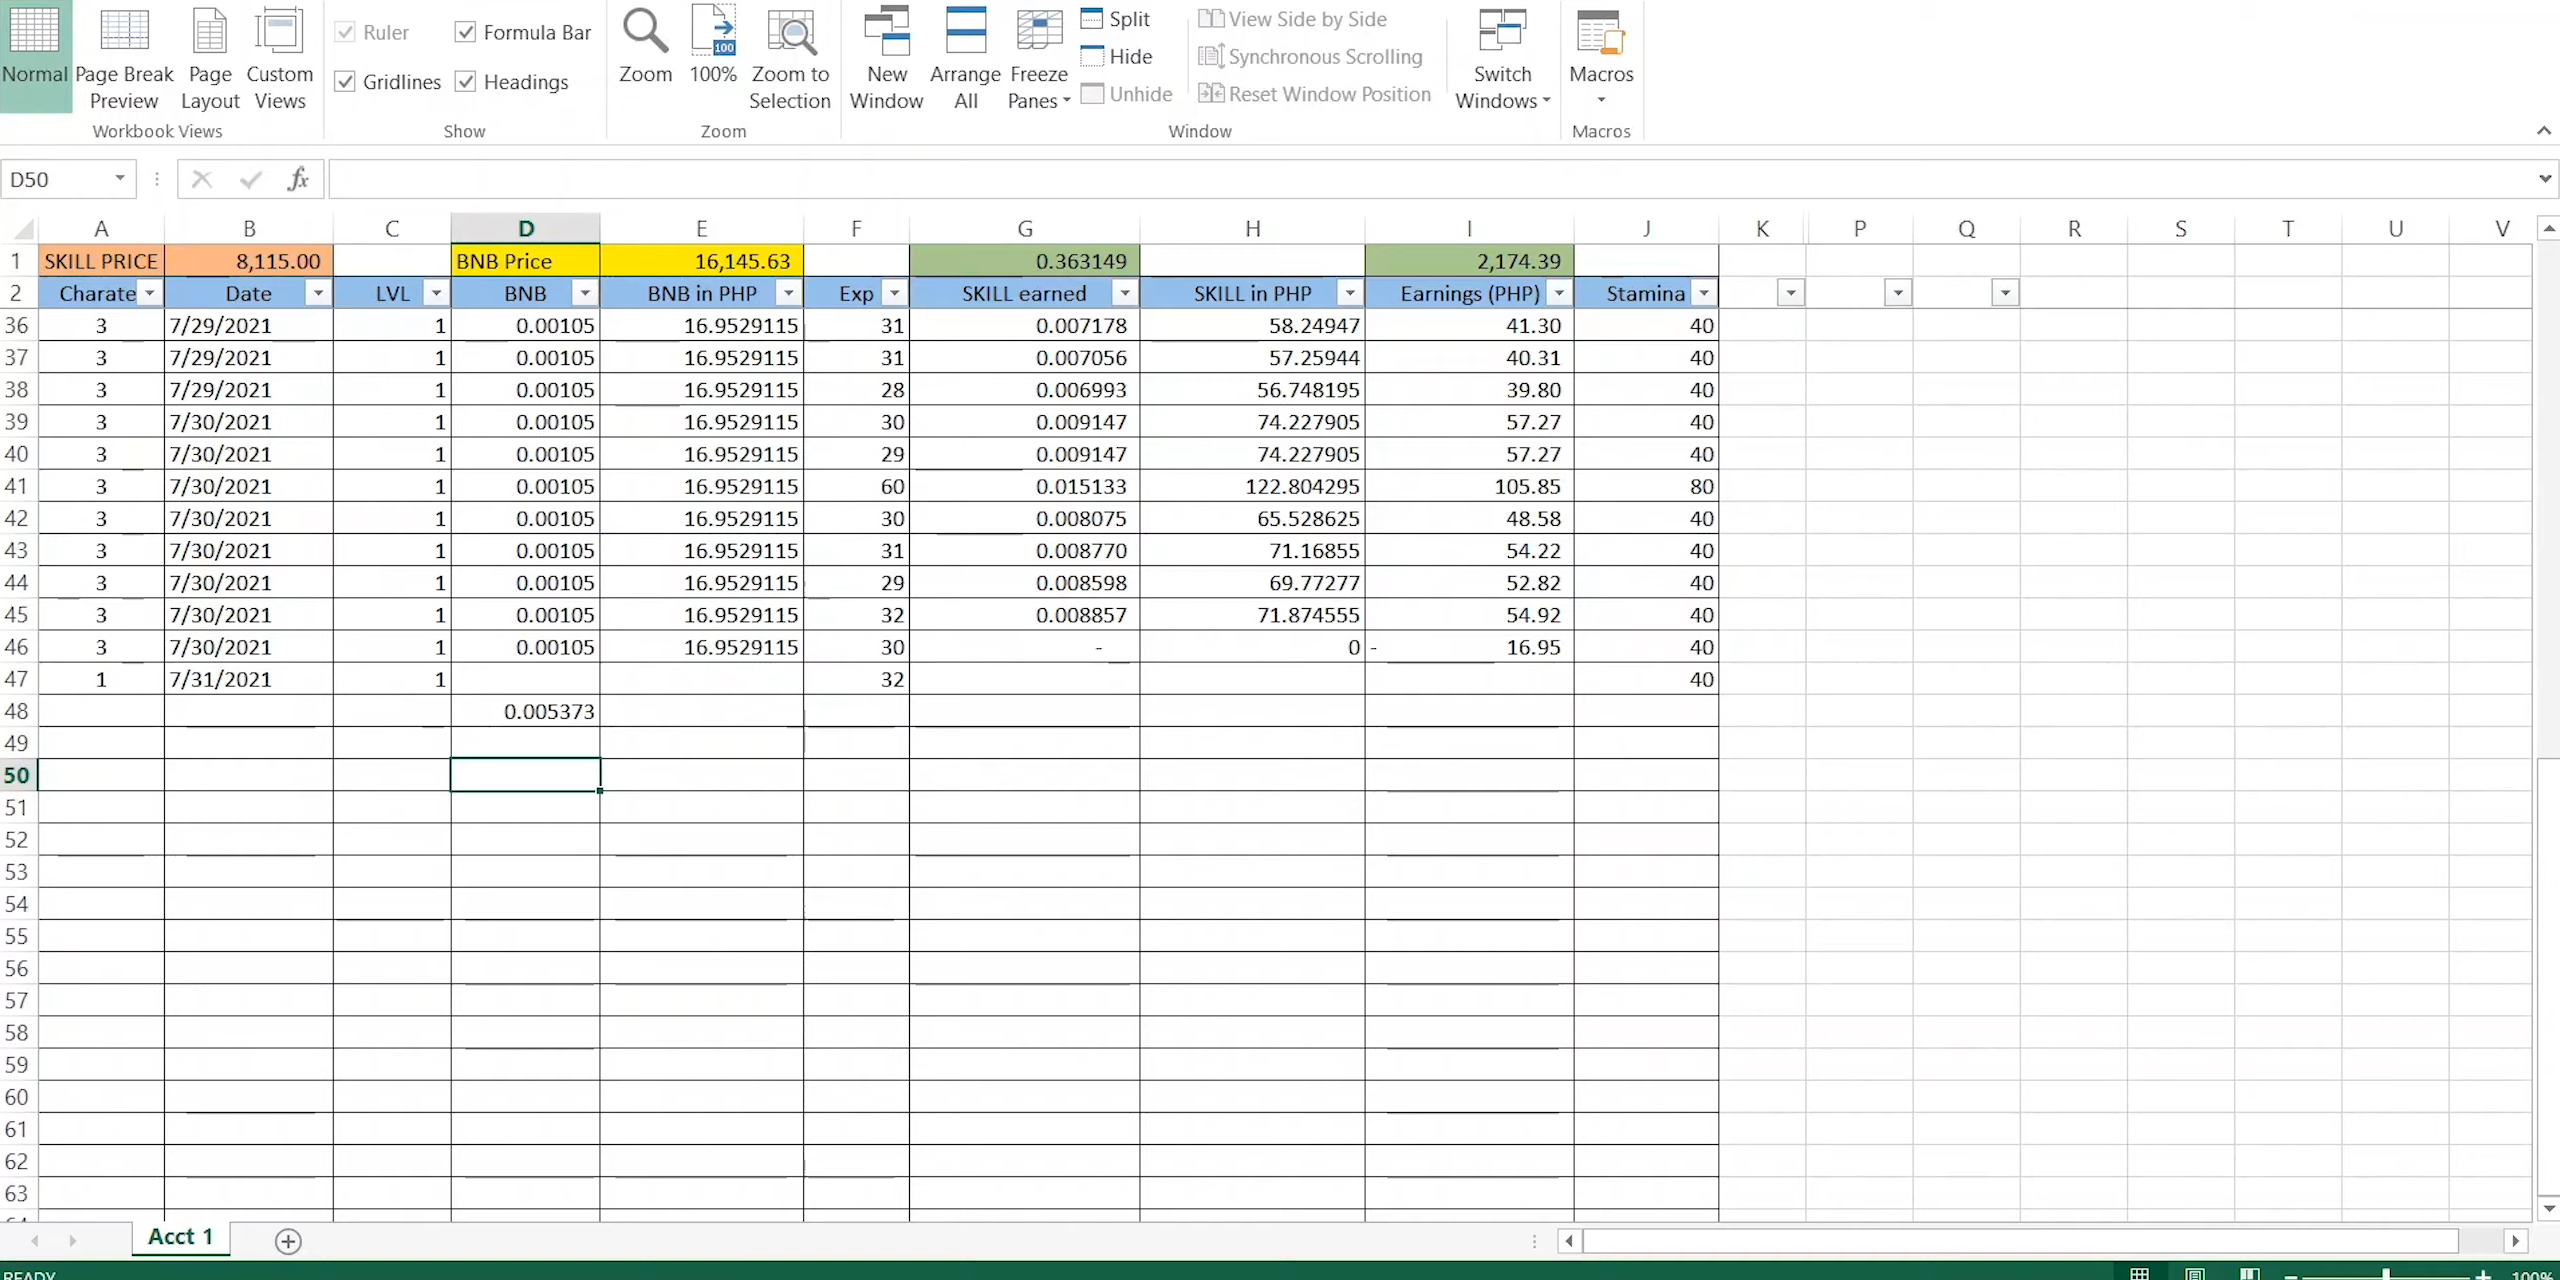 Normal Page Break Preview Page Layout Custom Views
Workbook Views
Ruler Formula Bar
Gridlines Headings
Show
Zoom 100% Zoom to Selection
Zoom
New Window Arrange All Freeze Panes
Split View Side by Side
Hide Synchronous Scrolling
Unhide Reset Window Position
Switch Windows
Window
Macros
Macros
D50 fx
A B C D E F G H I J K P Q R S T U V
1 SKILL PRICE 8,115.00 BNB Price 16,145.63 0.363149 2,174.39
2 Charate Date LVL BNB BNB in PHP Exp SKILL earned SKILL in PHP Earnings (PHP) Stamina
36 3 7/29/2021 1 0.00105 16.9529115 31 0.007178 58.24947 41.30 40
37 3 7/29/2021 1 0.00105 16.9529115 31 0.007056 57.25944 40.31 40
38 3 7/29/2021 1 0.00105 16.9529115 28 0.006993 56.748195 39.80 40
39 3 7/30/2021 1 0.00105 16.9529115 30 0.009147 74.227905 57.27 40
40 3 7/30/2021 1 0.00105 16.9529115 29 0.009147 74.227905 57.27 40
41 3 7/30/2021 1 0.00105 16.9529115 60 0.015133 122.804295 105.85 80
42 3 7/30/2021 1 0.00105 16.9529115 30 0.008075 65.528625 48.58 40
43 3 7/30/2021 1 0.00105 16.9529115 31 0.008770 71.16855 54.22 40
44 3 7/30/2021 1 0.00105 16.9529115 29 0.008598 69.77277 52.82 40
45 3 7/30/2021 1 0.00105 16.9529115 32 0.008857 71.874555 54.92 40
46 3 7/30/2021 1 0.00105 16.9529115 30 - 0 - 16.95 40
47 1 7/31/2021 1 32 40
48 0.005373
49
50
51
52
53
54
55
56
57
58
59
60
61
62
63
64
Acct 1
READY 100%